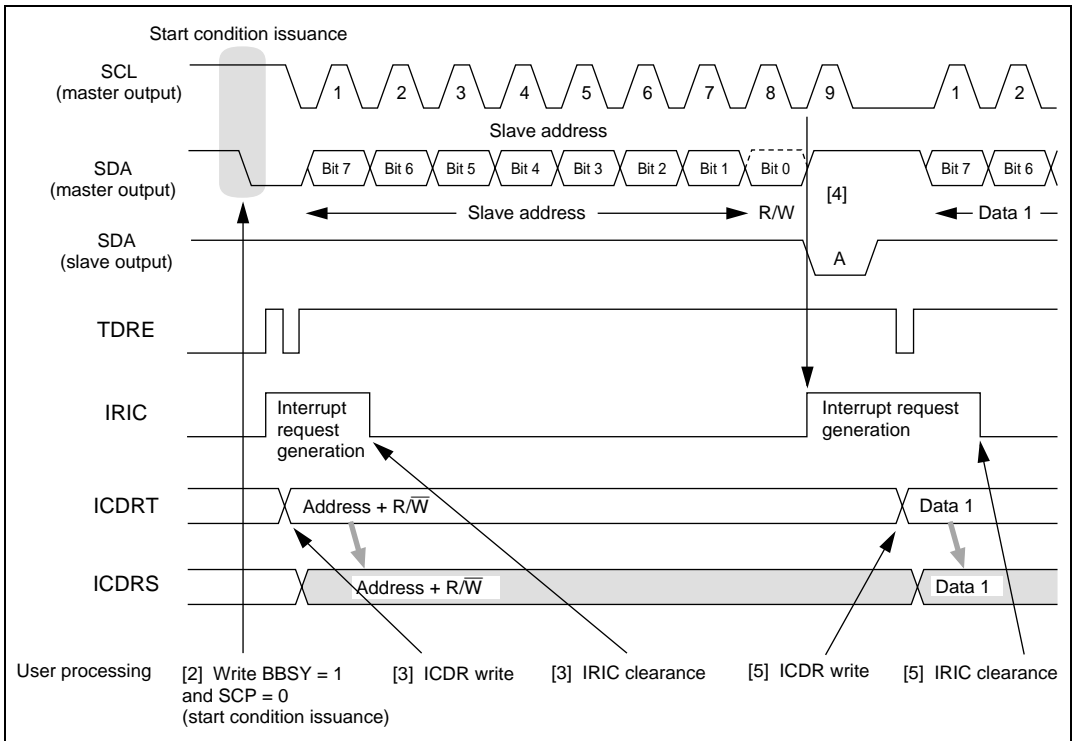 Start condition issuance
SCL
(master output)
1 2 3 4 5 6 7 8 9 1 2
Slave address
SDA
(master output)
Bit 7 Bit 6 Bit 5 Bit 4 Bit 3 Bit 2 Bit 1 Bit 0 Bit 7 Bit 6
[4]
Slave address R/W Data 1
SDA
(slave output)
A
TDRE
IRIC
Interrupt
request
generation
Interrupt request
generation
ICDRT
Address + R/W̅
Data 1
ICDRS
Address + R/W̅
Data 1
User processing
[2] Write BBSY = 1
and SCP = 0
(start condition issuance)
[3] ICDR write
[3] IRIC clearance
[5] ICDR write
[5] IRIC clearance